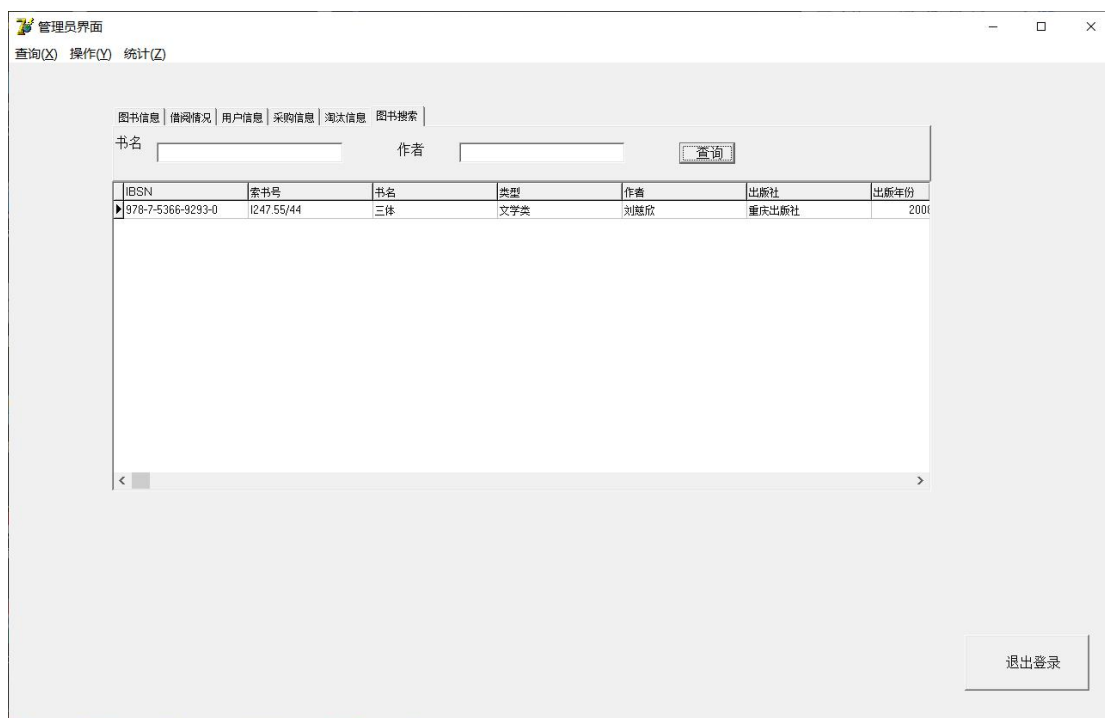 管理员界面
查询(X) 操作(Y) 统计(Z)
图书信息 借阅情况 用户信息 采购信息 淘汰信息 图书搜索
书名 作者 查询
IBSN 索书号 书名 类型 作者 出版社 出版年份
978-7-5366-9293-0 I247.55/44 三体 文学类 刘慈欣 重庆出版社
退出登录